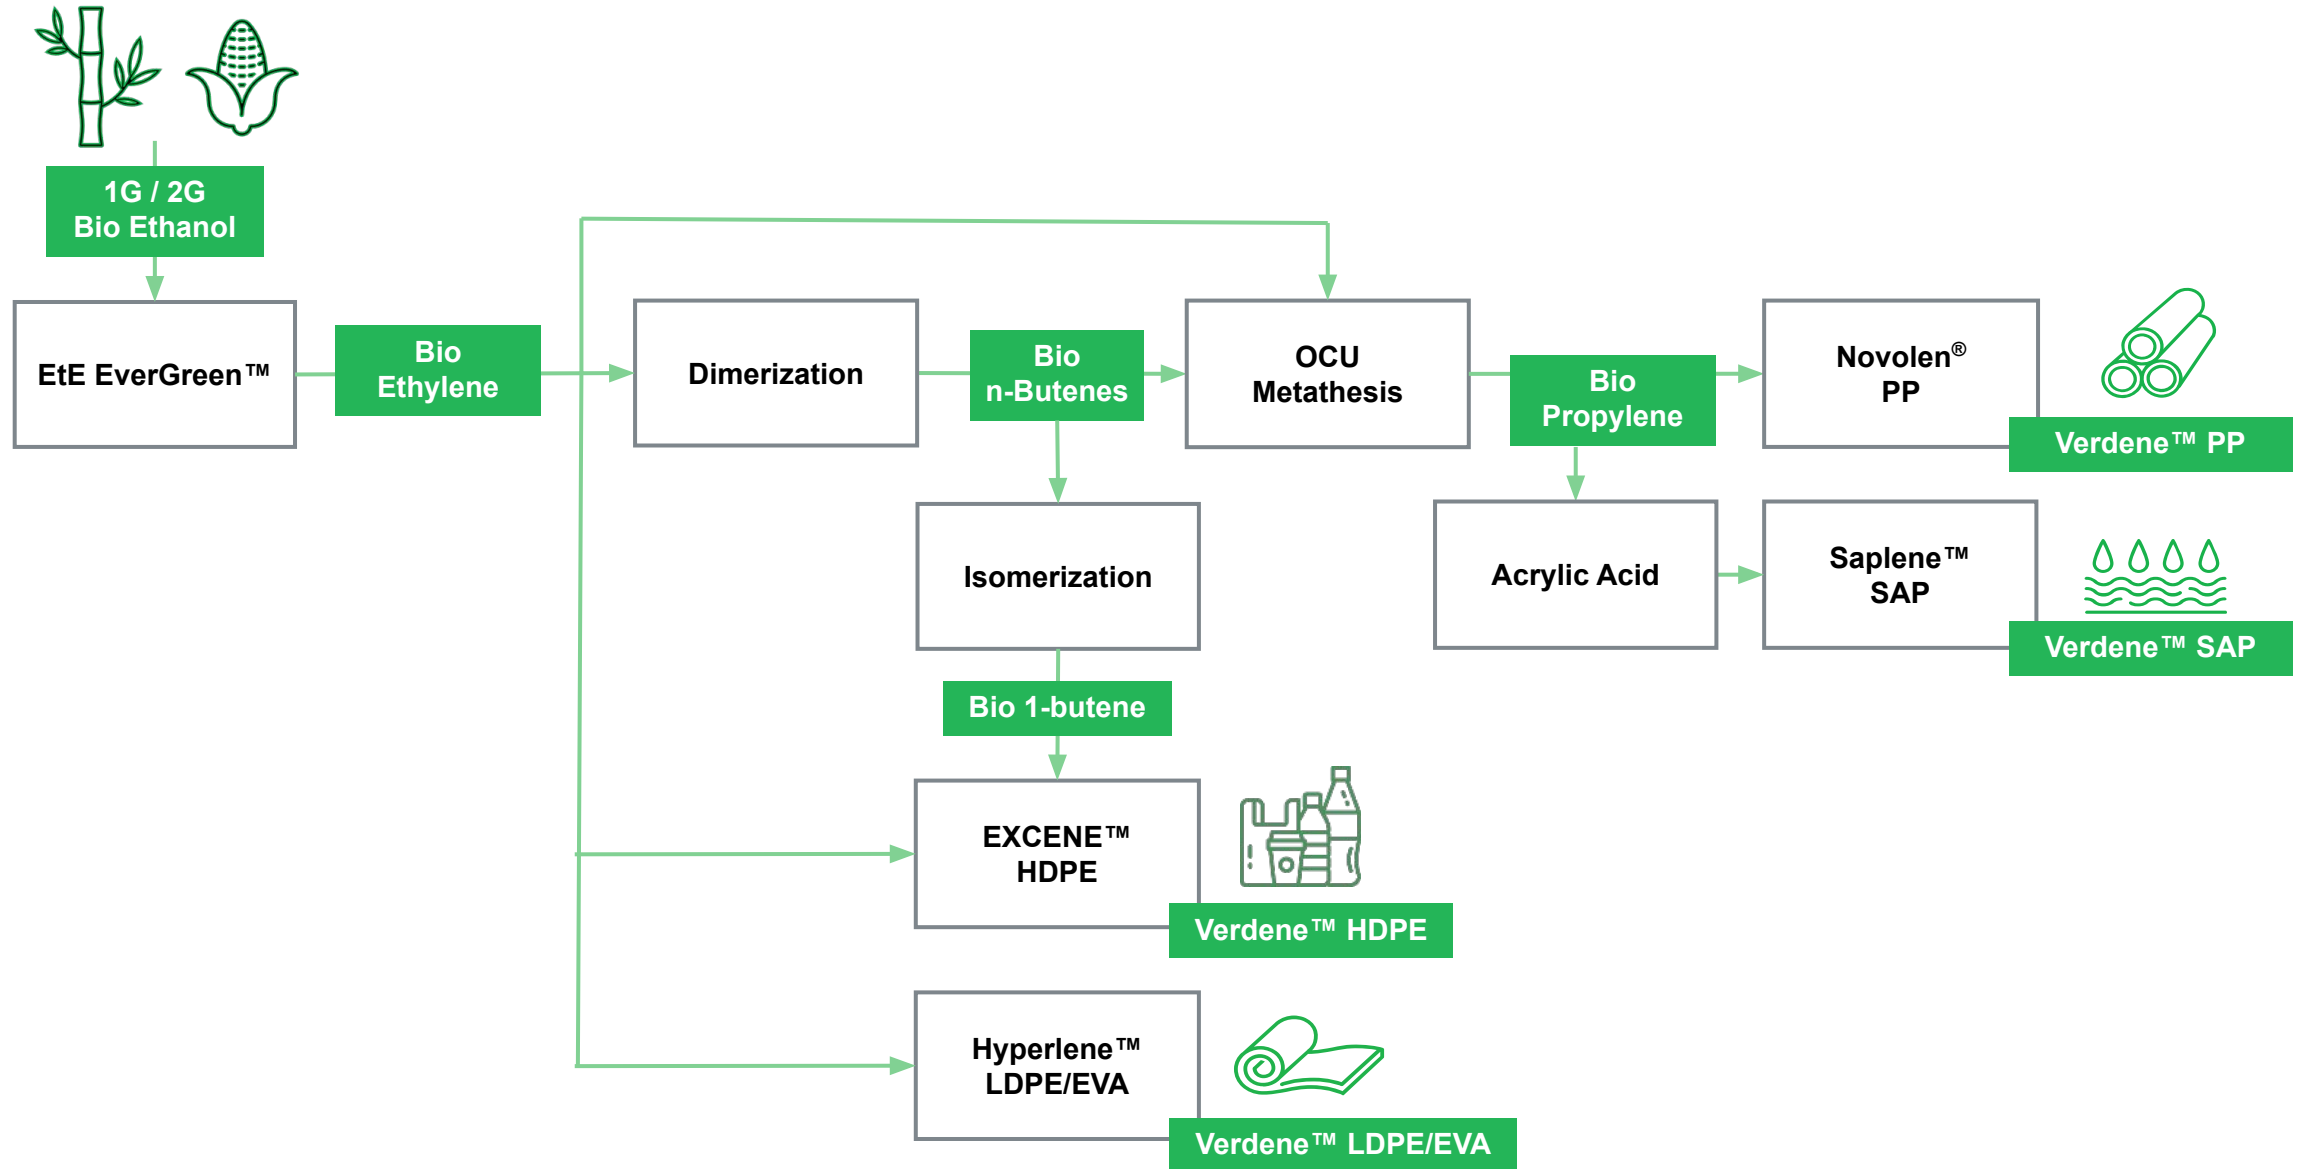 1G / 2G
Bio Ethanol
EtE EverGreen™
Bio
Ethylene
Dimerization
Bio
n-Butenes
OCU
Metathesis
Bio
Propylene
Novolen®
PP
Verdene™ PP
Isomerization
Acrylic Acid
Saplene™
SAP
Verdene™ SAP
Bio 1-butene
EXCENE™
HDPE
Verdene™ HDPE
Hyperlene™
LDPE/EVA
Verdene™ LDPE/EVA